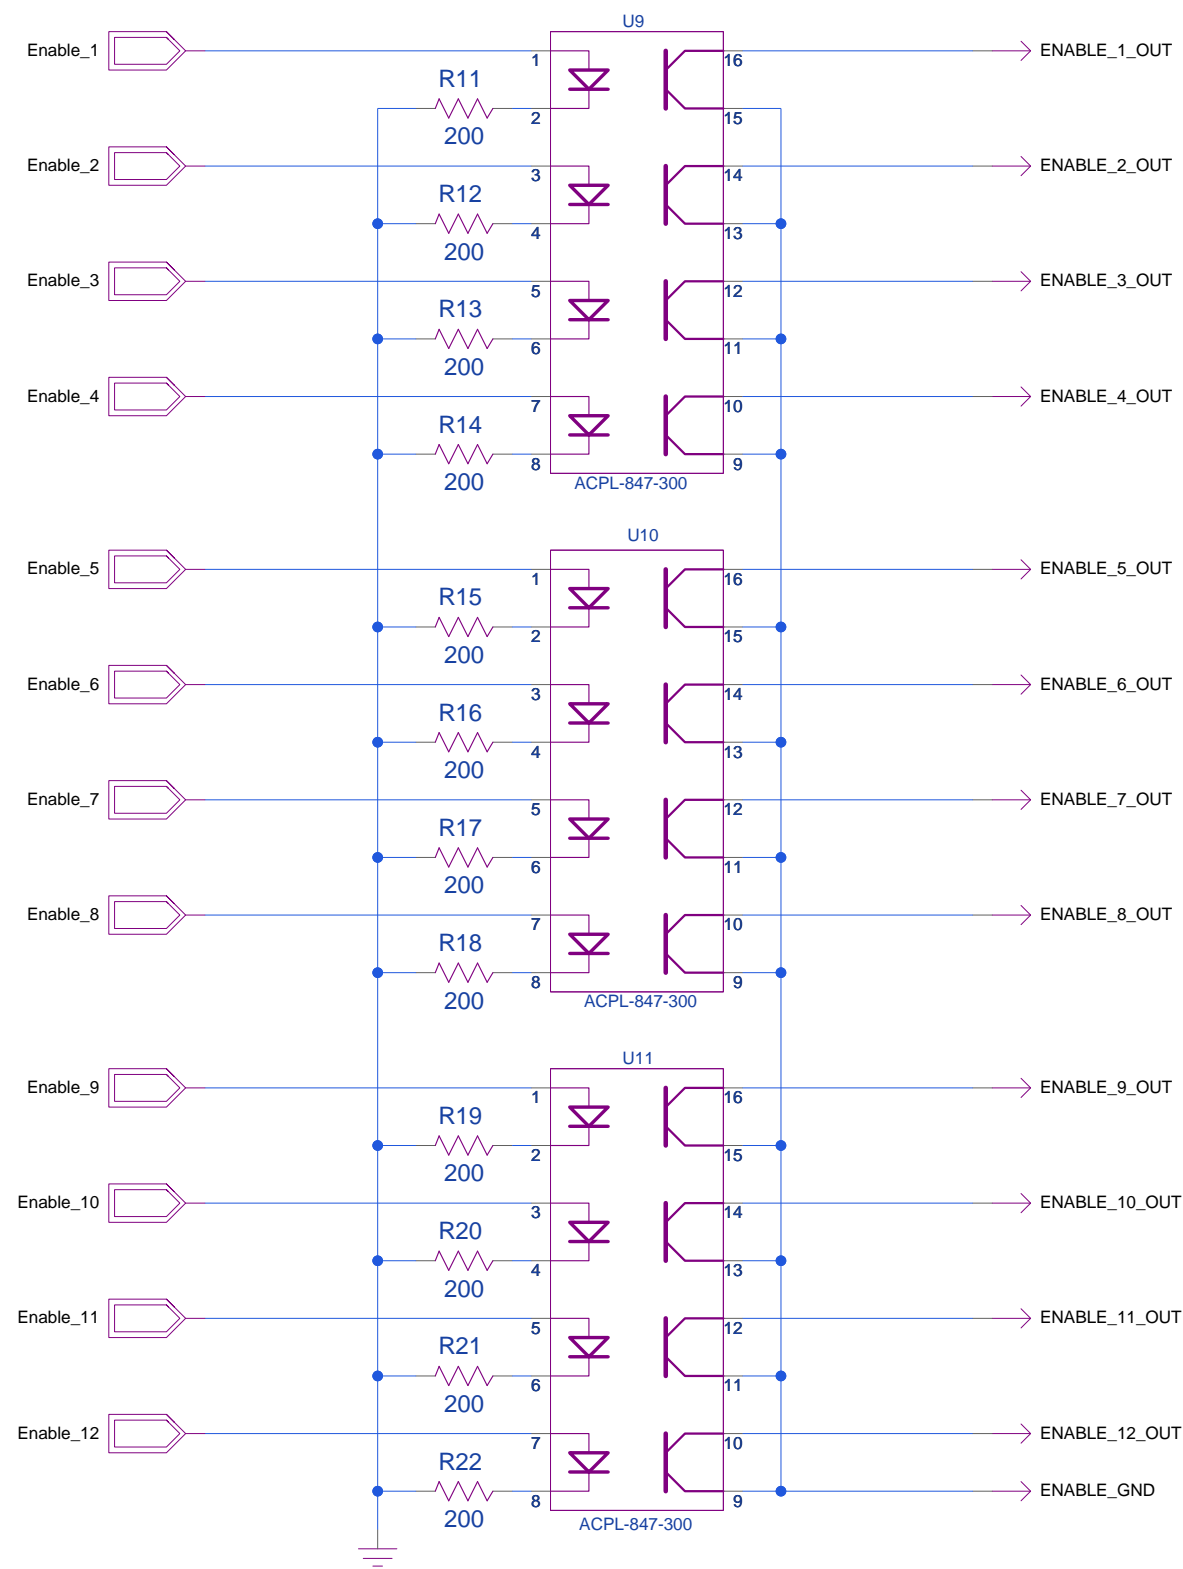 U9
Enable_1
1
16
ENABLE_1_OUT
R11
2
15
200
Enable_2
3
14
ENABLE_2_OUT
R12
4
13
200
Enable_3
5
12
ENABLE_3_OUT
R13
6
11
200
Enable_4
7
10
ENABLE_4_OUT
R14
8
9
200
ACPL-847-300
U10
Enable_5
1
16
ENABLE_5_OUT
R15
2
15
200
Enable_6
3
14
ENABLE_6_OUT
R16
4
13
200
Enable_7
5
12
ENABLE_7_OUT
R17
6
11
200
Enable_8
7
10
ENABLE_8_OUT
R18
8
9
200
ACPL-847-300
U11
Enable_9
1
16
ENABLE_9_OUT
R19
2
15
200
Enable_10
3
14
ENABLE_10_OUT
R20
4
13
200
Enable_11
5
12
ENABLE_11_OUT
R21
6
11
200
Enable_12
7
10
ENABLE_12_OUT
R22
8
9
ENABLE_GND
200
ACPL-847-300